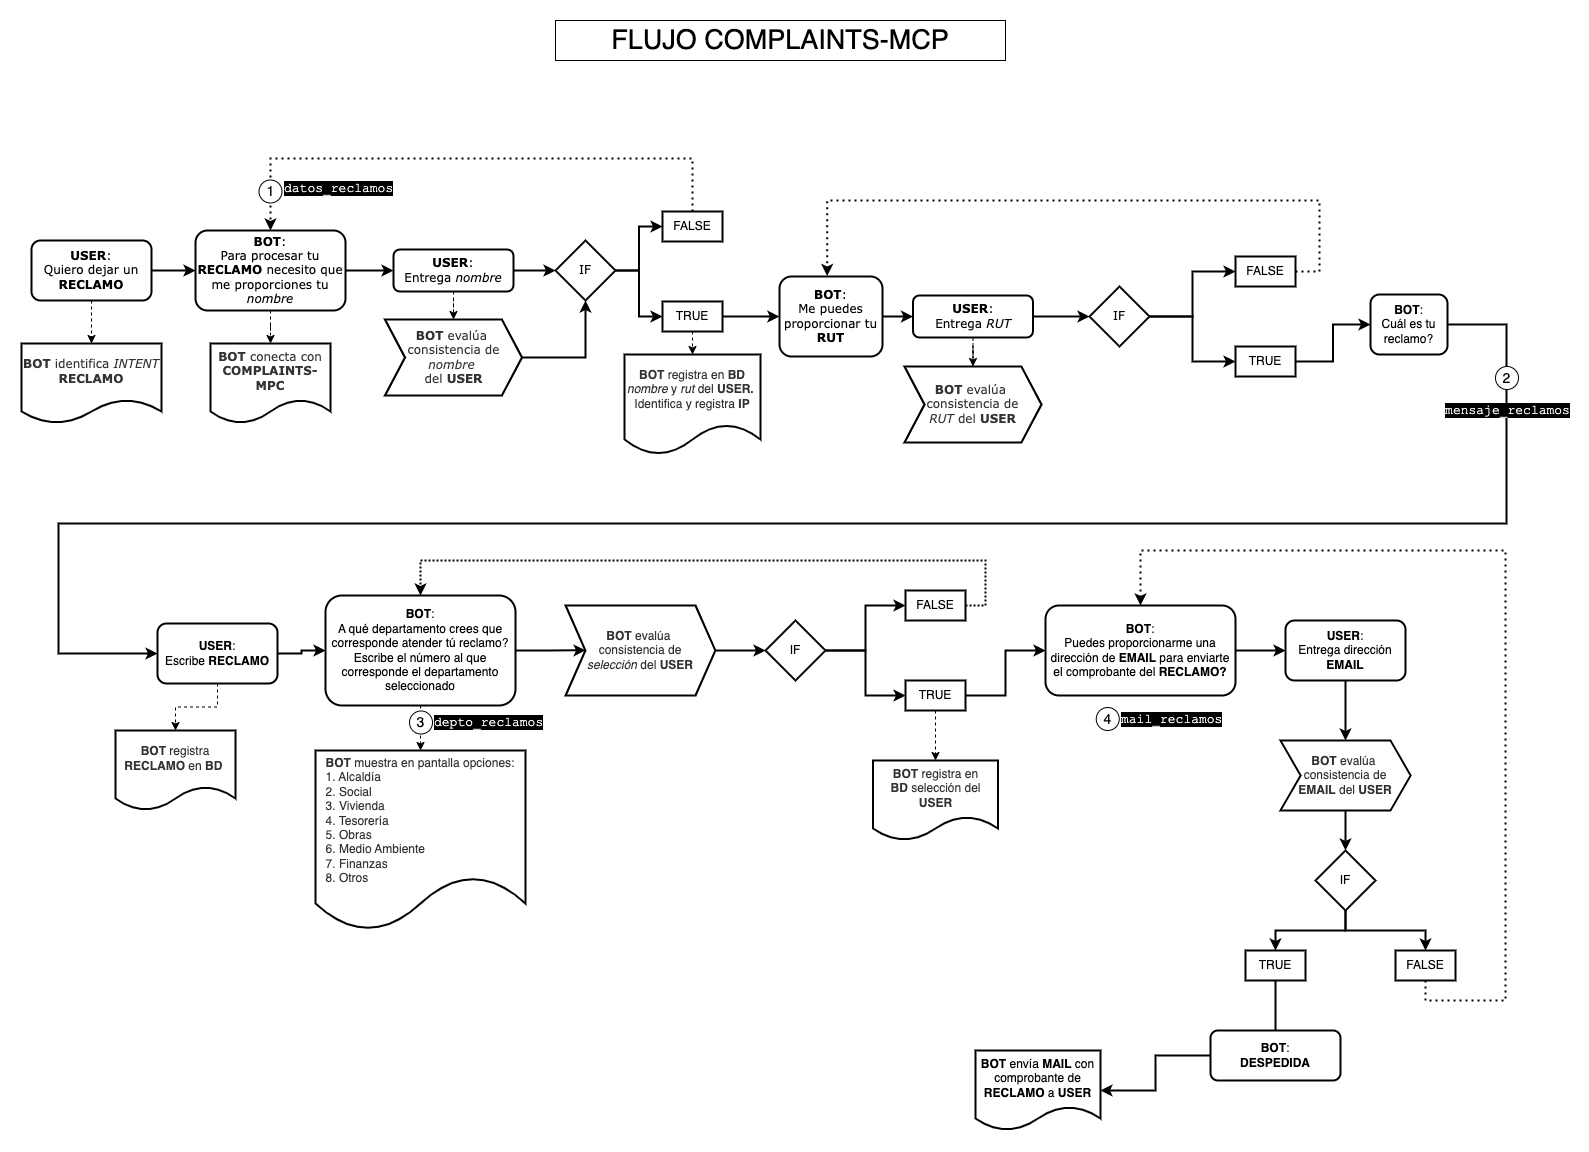 FLUJO COMPLAINTS-MCP
1
datos_reclamos
USER:
Quiero dejar un
RECLAMO
BOT:
Para procesar tu
RECLAMO necesito que
me proporciones tu
nombre
USER:
Entrega nombre
IF
FALSE
TRUE
BOT identifica INTENT
RECLAMO
BOT conecta con
COMPLAINTS-
MPC
BOT evalúa
consistencia de
nombre
del USER
BOT registra en BD
nombre y rut del USER.
Identifica y registra IP
BOT:
Me puedes
proporcionar tu
RUT
USER:
Entrega RUT
BOT evalúa
consistencia de
RUT del USER
IF
FALSE
TRUE
BOT:
Cuál es tu
reclamo?
2
mensaje_reclamos
USER:
Escribe RECLAMO
BOT registra
RECLAMO en BD
BOT:
A qué departamento crees que
corresponde atender tú reclamo?
Escribe el número al que
corresponde el departamento
seleccionado
3
depto_reclamos
BOT muestra en pantalla opciones:
1. Alcaldía
2. Social
3. Vivienda
4. Tesorería
5. Obras
6. Medio Ambiente
7. Finanzas
8. Otros
BOT evalúa
consistencia de
selección del USER
IF
FALSE
TRUE
BOT registra en
BD selección del
USER
BOT:
Puedes proporcionarme una
dirección de EMAIL para enviarte
el comprobante del RECLAMO?
4
mail_reclamos
USER:
Entrega dirección
EMAIL
BOT evalúa
consistencia de
EMAIL del USER
IF
TRUE
FALSE
BOT:
DESPEDIDA
BOT envía MAIL con
comprobante de
RECLAMO a USER